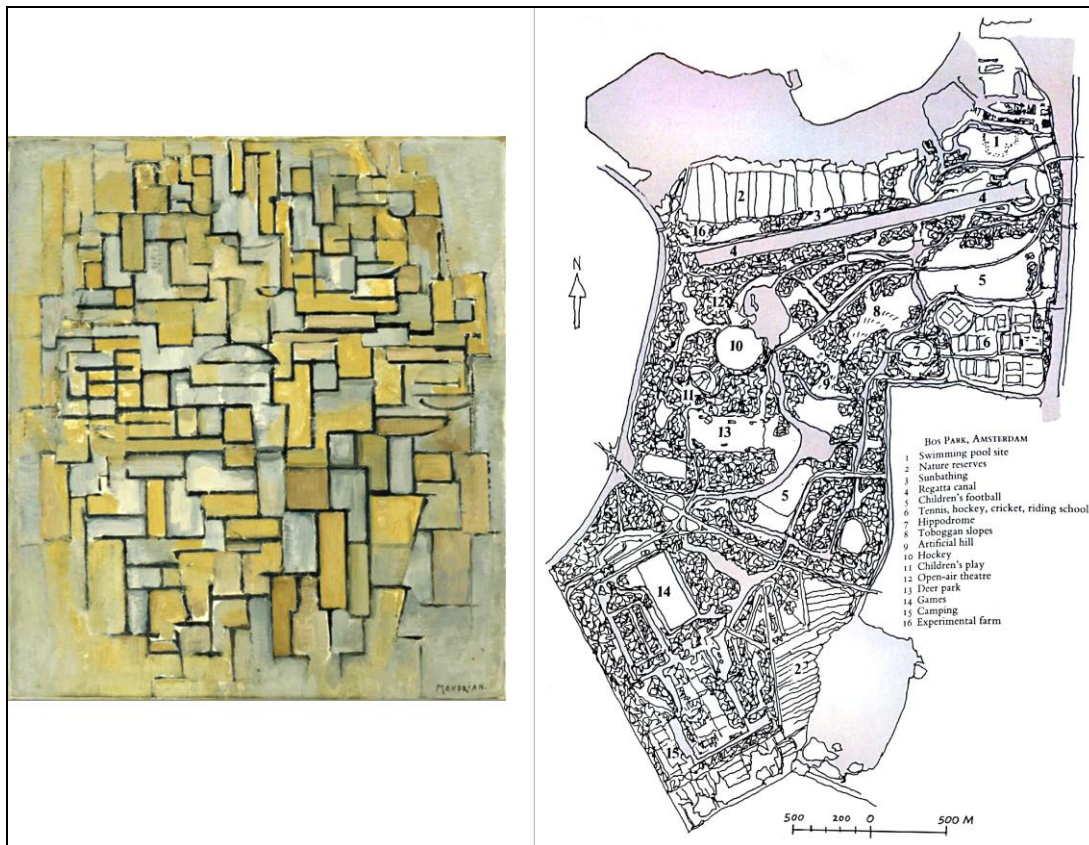 MONDRIAN.
1
2
3
4
16
4
5
12
8
10
7
6
9
11
13
5
14
2
15
N
BOS PARK, AMSTERDAM
1 Swimming pool site
2 Nature reserves
3 Sunbathing
4 Regatta canal
5 Children's football
6 Tennis, hockey, cricket, riding school
7 Hippodrome
8 Toboggan slopes
9 Artificial hill
10 Hockey
11 Children's play
12 Open-air theatre
13 Deer park
14 Games
15 Camping
16 Experimental farm
500 200 0 500 M